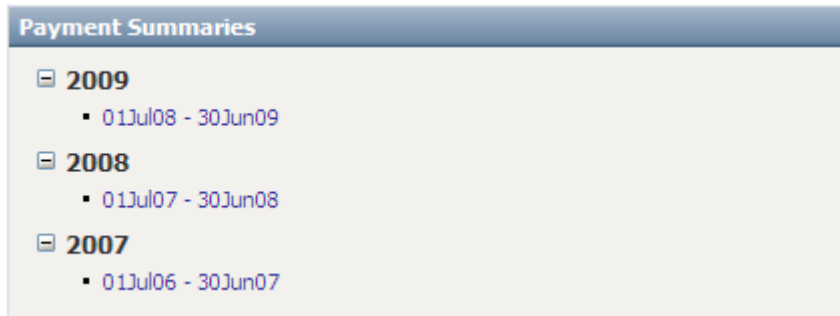 Payment Summaries
2009
01Jul08 - 30Jun09
2008
01Jul07 - 30Jun08
2007
01Jul06 - 30Jun07